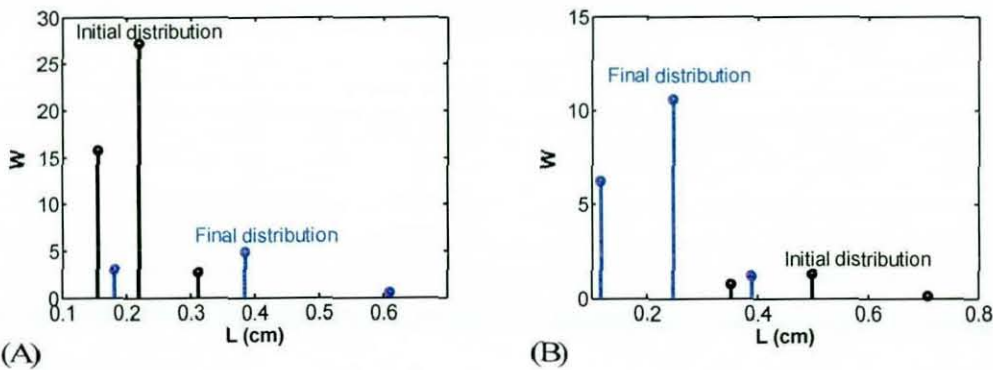 30
25
20
15
10
5
0
W
Initial distribution
Final distribution
0.1 0.2 0.3 0.4 0.5 0.6
L (cm)
(A)
15
10
5
0
W
Final distribution
Initial distribution
0.2 0.4 0.6 0.8
L (cm)
(B)